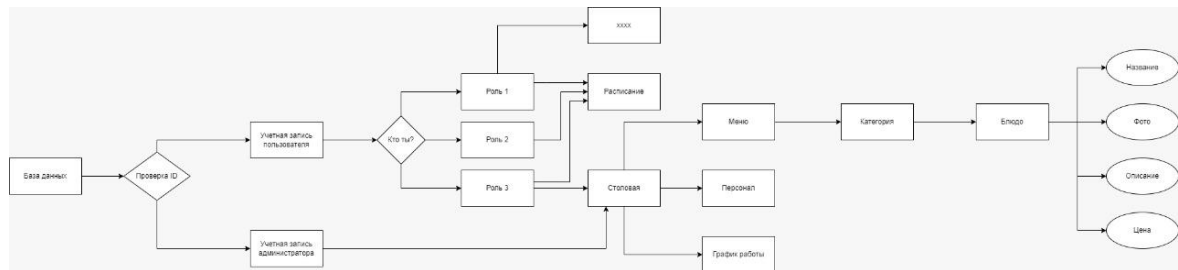 xxxx
Название
Роль 1
Расписание
Меню
Категория
Блюдо
Фото
Учетная запись
пользователя
Кто ты?
Роль 2
База данных
Проверка ID
Роль 3
Столовая
Персонал
Описание
Учетная запись
администратора
График работы
Цена